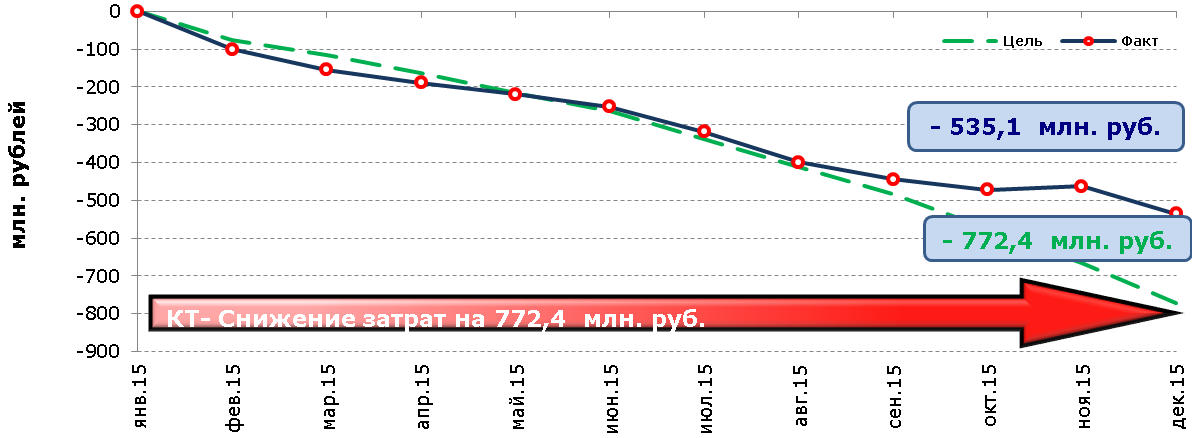 млн. рублей
0
-100
-200
-300
-400
-500
-600
-700
-800
-900
Цель
Факт
- 535,1 млн. руб.
- 772,4 млн. руб.
КТ- Снижение затрат на 772,4 млн. руб.
янв.15
фев.15
мар.15
апр.15
май.15
июн.15
июл.15
авг.15
сен.15
окт.15
ноя.15
дек.15